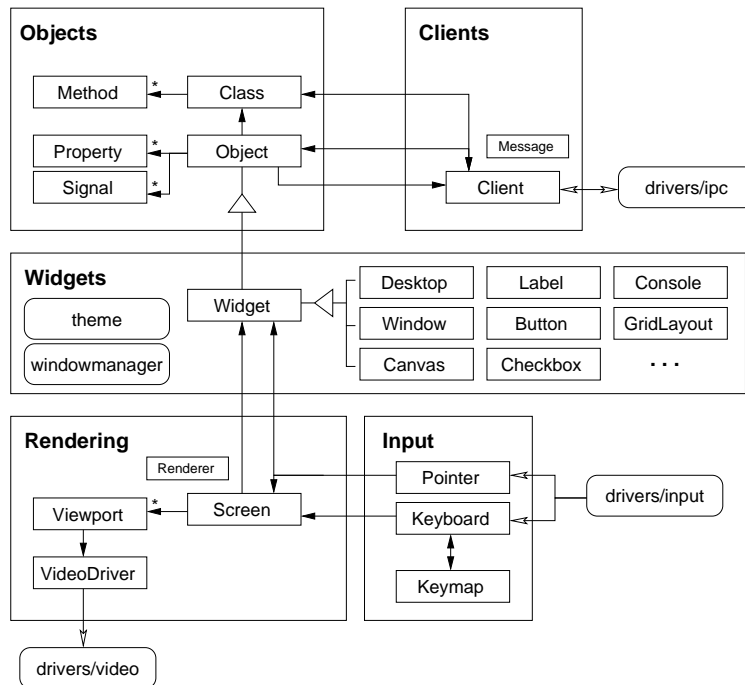 Objects
Method
*
Class
Property
*
Object
Signal
*
Clients
Message
Client
drivers/ipc
Widgets
theme
windowmanager
Widget
Desktop
Label
Console
Window
Button
GridLayout
Canvas
Checkbox
. . .
Rendering
Renderer
Viewport
*
Screen
VideoDriver
drivers/video
Input
Pointer
Keyboard
Keymap
drivers/input